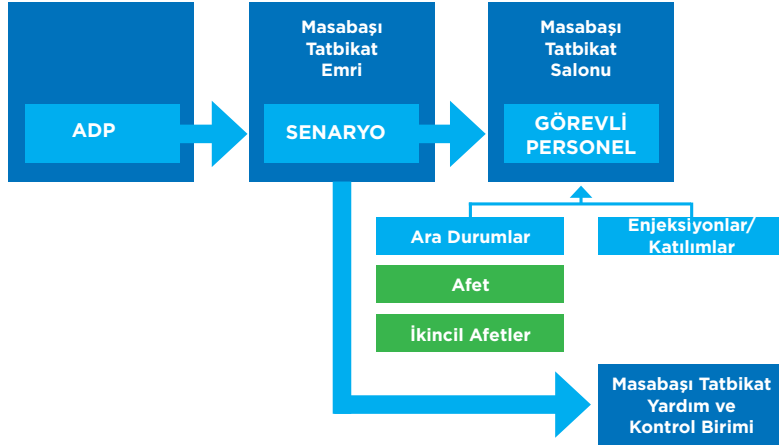 ADP
Masabaşı
Tatbikat
Emri
SENARYO
Masabaşı
Tatbikat
Salonu
GÖREVLİ
PERSONEL
Ara Durumlar
Enjeksiyonlar/
Katılımlar
Afet
İkincil Afetler
Masabaşı Tatbikat
Yardım ve
Kontrol Birimi